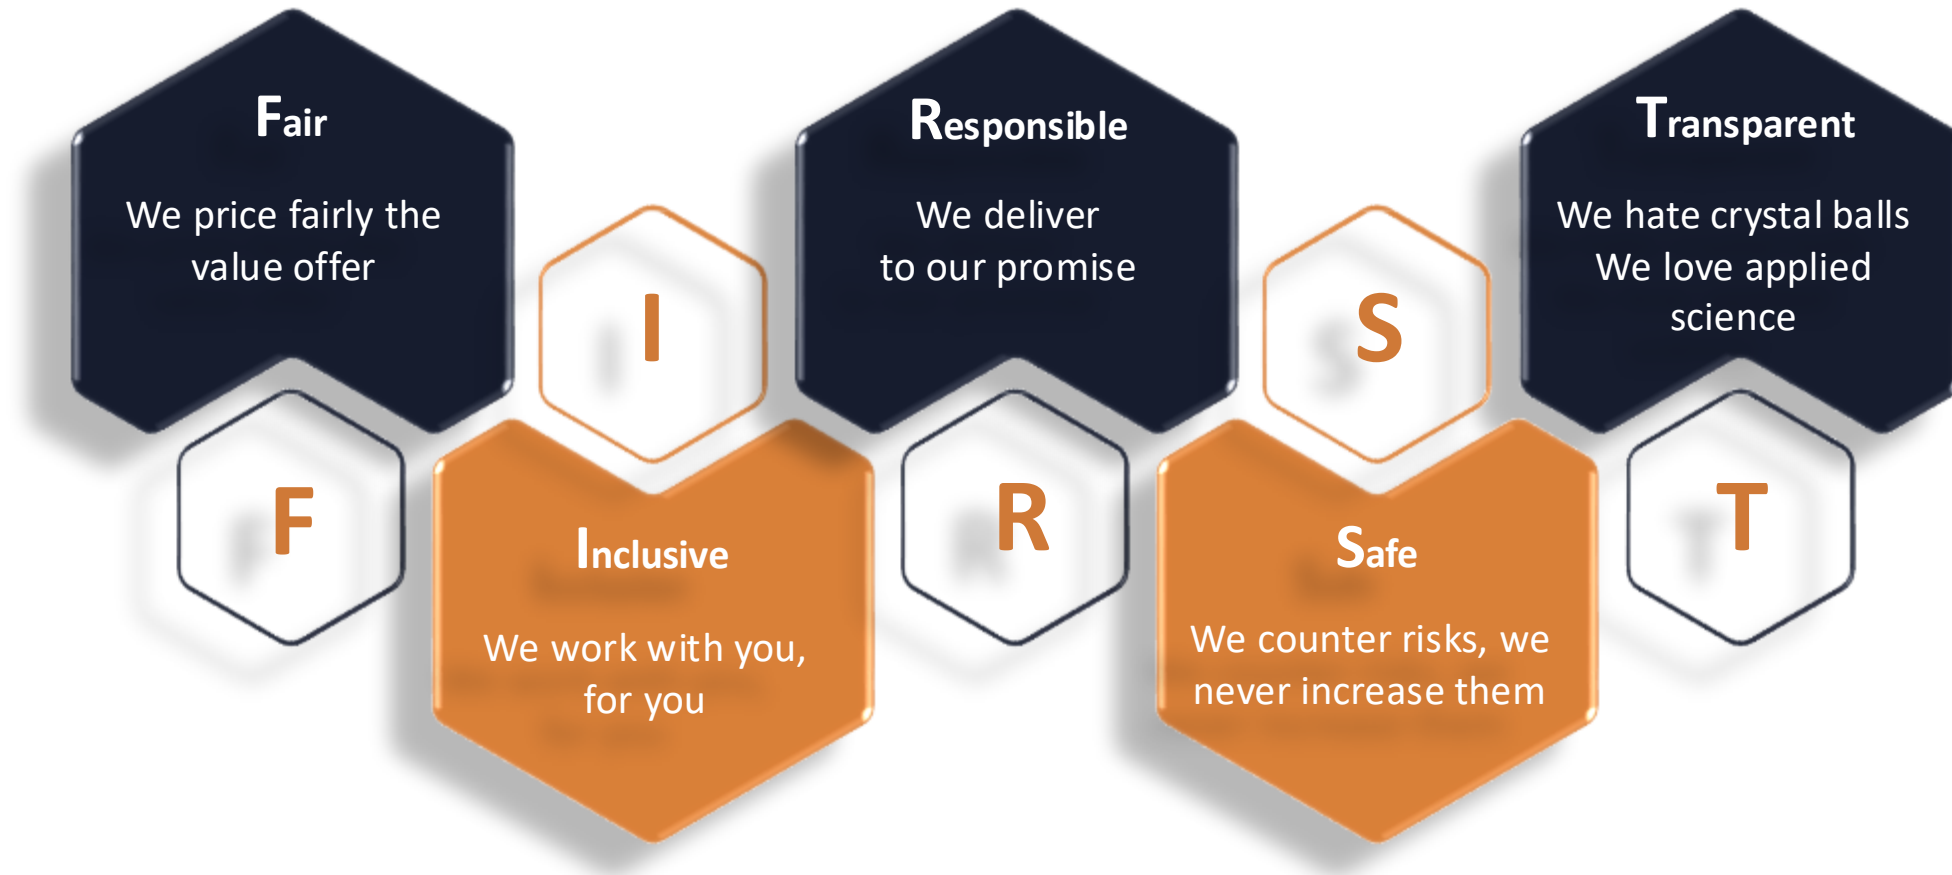 Fair
We price fairly the
value offer
F
I
Inclusive
We work with you,
for you
Responsible
We deliver
to our promise
R
S
Safe
We counter risks, we
never increase them
Transparent
We hate crystal balls
We love applied
science
T